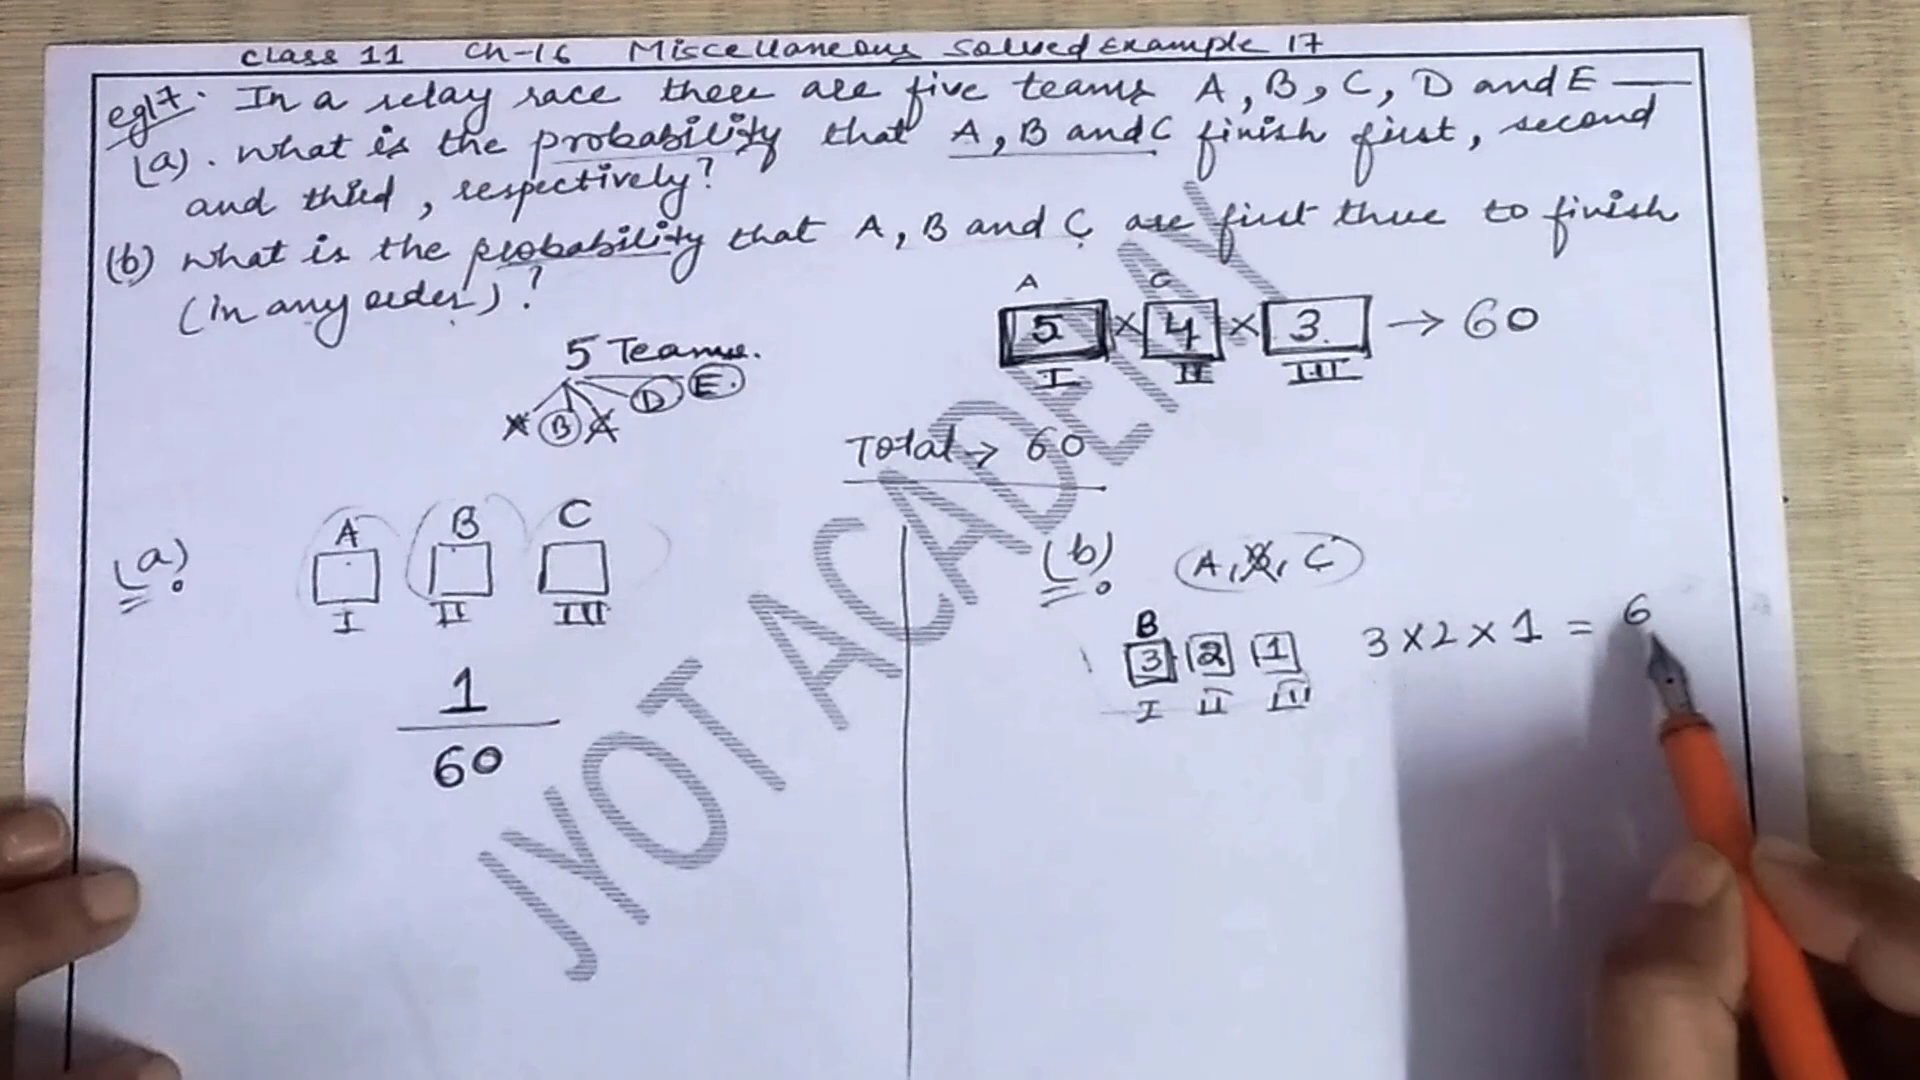 Class 11 Ch-16 Miscellaneous Solved Example 17
eg17. In a relay race there are five teams A, B, C, D and E —
(a). What is the probability that A, B and C finish first, second
and third, respectively?
(b) what is the probability that A, B and C are first three to finish
(in any order)?
A C
5 × 4 × 3 → 60
I II III
5 Teams.
A B C D E.
Total → 60
(a). A B C
I II III
1
60
(b). A, B, C
B
3 2 1 3 × 2 × 1 = 6
I II III
JYOT ACADEMY